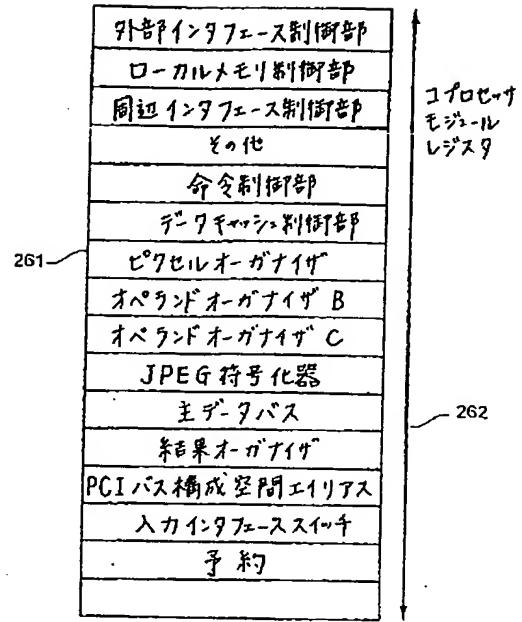 外部インタフェース制御部
ローカルメモリ制御部
周辺インタフェース制御部
その他
命令制御部
データキャッシュ制御部
ピクセルオーガナイザ
オペランドオーガナイザ B
オペランドオーガナイザ C
JPEG符号化器
主データバス
結果オーガナイザ
PCIバス構成空間エイリアス
入力インタフェーススイッチ
予約
コプロセッサ
モジュール
レジスタ
261
262